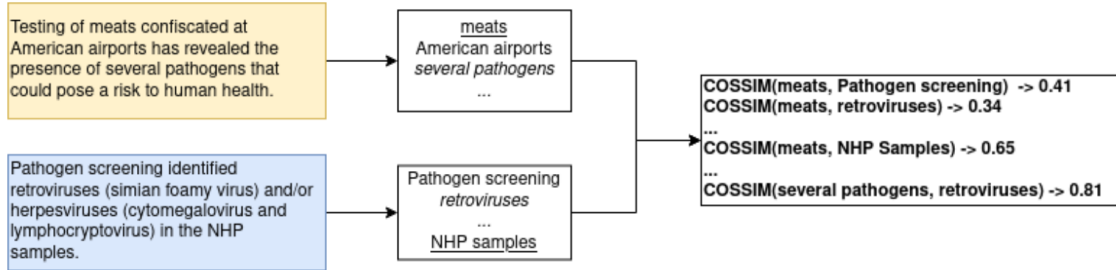 Testing of meats confiscated at
American airports has revealed the
presence of several pathogens that
could pose a risk to human health.
meats
American airports
several pathogens
...
Pathogen screening identified
retroviruses (simian foamy virus) and/or
herpesviruses (cytomegalovirus and
lymphocryptovirus) in the NHP
samples.
Pathogen screening
retroviruses
...
NHP samples
COSSIM(meats, Pathogen screening) -> 0.41
COSSIM(meats, retroviruses) -> 0.34
...
COSSIM(meats, NHP Samples) -> 0.65
...
COSSIM(several pathogens, retroviruses) -> 0.81